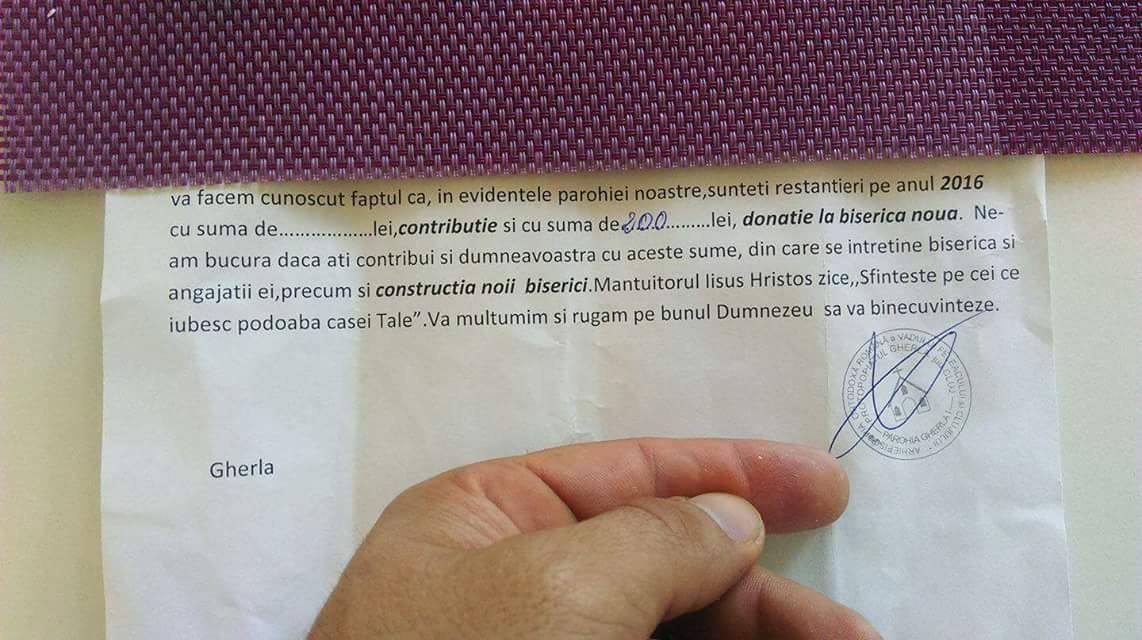 va facem cunoscut faptul ca, in evidentele parohiei noastre,sunteti restantieri pe anul 2016
cu suma de..................lei,contributie si cu suma de200.........lei, donatie la biserica noua. Ne-
am bucura daca ati contribui si dumneavoastra cu aceste sume, din care se intretine biserica si
angajatii ei,precum si constructia noii biserici.Mantuitorul Iisus Hristos zice,,Sfinteste pe cei ce
iubesc podoaba casei Tale”.Va multumim si rugam pe bunul Dumnezeu sa va binecuvinteze.
PAROHIA GHERLA I
Gherla